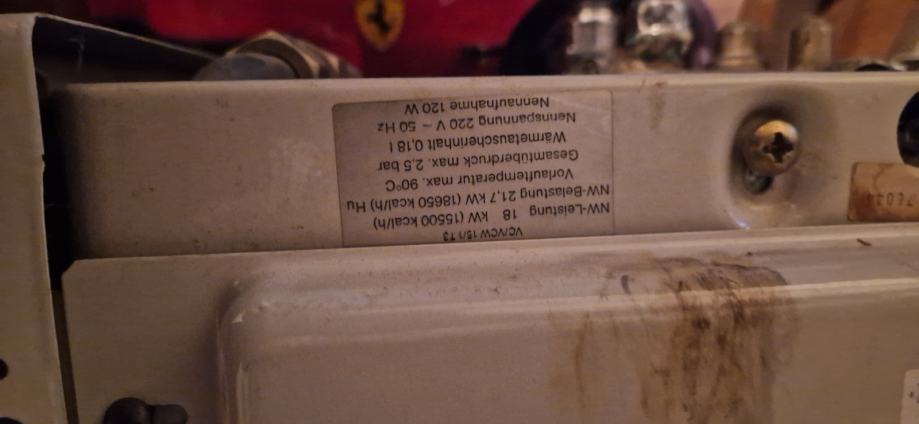 VC/VCW 15/1 T3
NW-Leistung 18 kW (15500 kcal/h)
NW-Belastung 21,7 kW (18650 kcal/h) Hu
Vorlauftemperatur max. 90°C
Gesamtüberdruck max. 2,5 bar
Wärmetauscherinhalt 0,18 l
Nennspannung 220 V ~ 50 Hz
Nennaufnahme 120 W